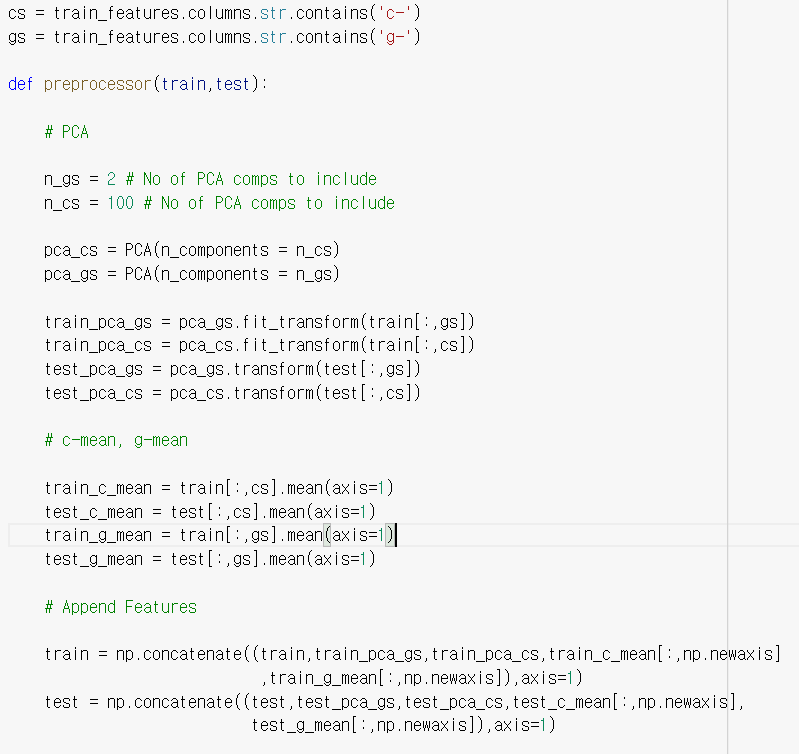 cs = train_features.columns.str.contains('c-')
gs = train_features.columns.str.contains('g-')
def preprocessor(train,test):
# PCA
n_gs = 2 # No of PCA comps to include
n_cs = 100 # No of PCA comps to include
pca_cs = PCA(n_components = n_cs)
pca_gs = PCA(n_components = n_gs)
train_pca_gs = pca_gs.fit_transform(train[:,gs])
train_pca_cs = pca_cs.fit_transform(train[:,cs])
test_pca_gs = pca_gs.transform(test[:,gs])
test_pca_cs = pca_cs.transform(test[:,cs])
# c-mean, g-mean
train_c_mean = train[:,cs].mean(axis=1)
test_c_mean = test[:,cs].mean(axis=1)
train_g_mean = train[:,gs].mean(axis=1)
test_g_mean = test[:,gs].mean(axis=1)
# Append Features
train = np.concatenate((train,train_pca_gs,train_pca_cs,train_c_mean[:,np.newaxis]
,train_g_mean[:,np.newaxis]),axis=1)
test = np.concatenate((test,test_pca_gs,test_pca_cs,test_c_mean[:,np.newaxis],
test_g_mean[:,np.newaxis]),axis=1)